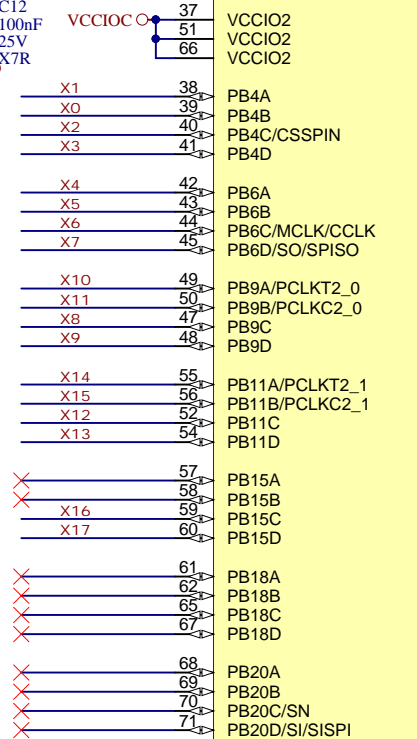 C12
100nF
25V
X7R
VCCIOC 37 VCCIO2
51 VCCIO2
66 VCCIO2
X1 38 PB4A
X0 39 PB4B
X2 40 PB4C/CSSPIN
X3 41 PB4D
X4 42 PB6A
X5 43 PB6B
X6 44 PB6C/MCLK/CCLK
X7 45 PB6D/SO/SPISO
X10 49 PB9A/PCLKT2_0
X11 50 PB9B/PCLKC2_0
X8 47 PB9C
X9 48 PB9D
X14 55 PB11A/PCLKT2_1
X15 56 PB11B/PCLKC2_1
X12 52 PB11C
X13 54 PB11D
57 PB15A
58 PB15B
X16 59 PB15C
X17 60 PB15D
61 PB18A
62 PB18B
65 PB18C
67 PB18D
68 PB20A
69 PB20B
70 PB20C/SN
71 PB20D/SI/SISPI